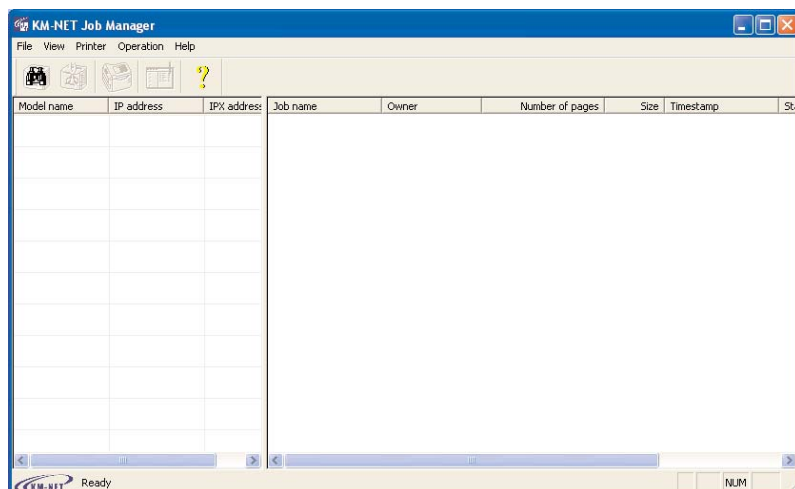 KM-NET Job Manager
File View Printer Operation Help
?
Model name IP address IPX address Job name Owner Number of pages Size Timestamp St
KM-NET Ready NUM